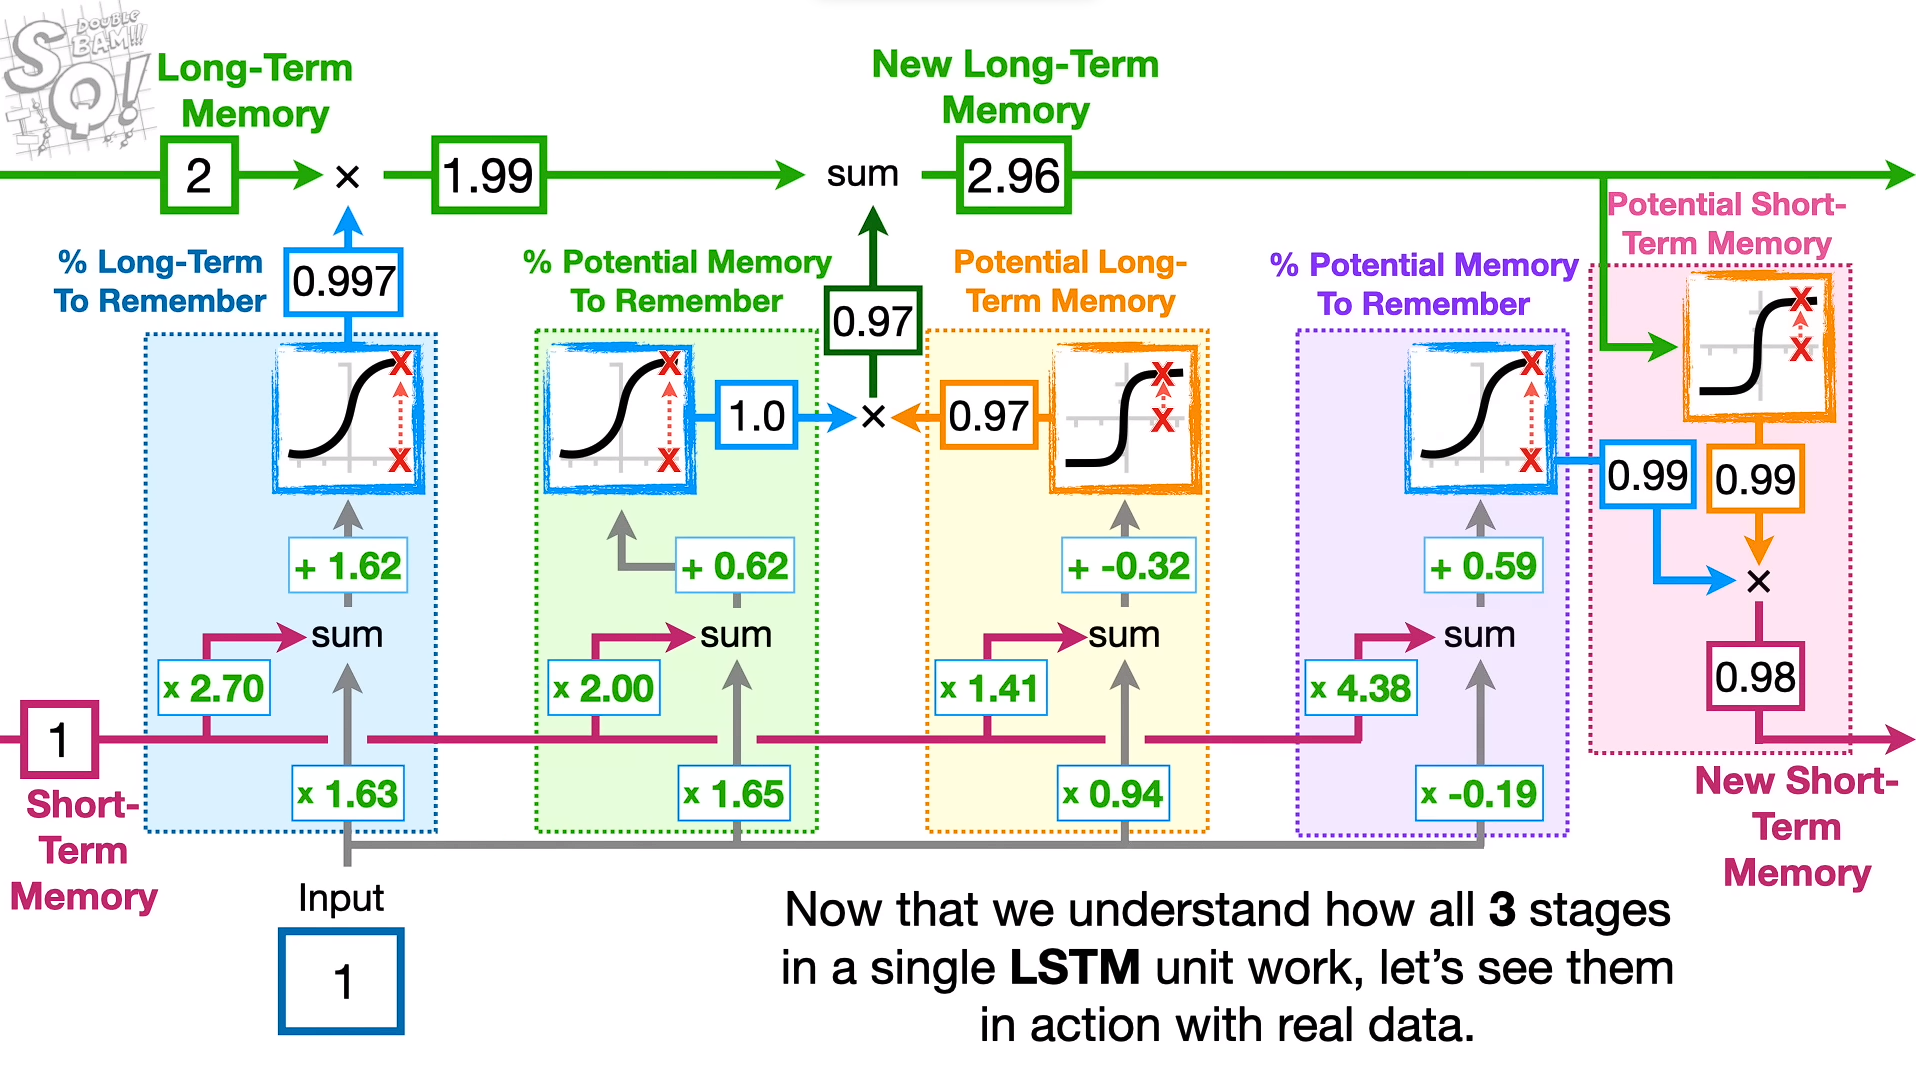 DOUBLE
BAM!!!
SQ!
Long-Term
Memory
New Long-Term
Memory
2
×
1.99
sum
2.96
Potential Short-
Term Memory
% Long-Term
To Remember
0.997
% Potential Memory
To Remember
0.97
Potential Long-
Term Memory
% Potential Memory
To Remember
X
X
X
X
X
X
X
X
X
X
1.0
×
0.97
0.99
0.99
+ 1.62
+ 0.62
+ -0.32
+ 0.59
×
sum
sum
sum
sum
x 2.70
x 2.00
x 1.41
x 4.38
0.98
1
Short-
Term
Memory
x 1.63
x 1.65
x 0.94
x -0.19
New Short-
Term
Memory
Input
1
Now that we understand how all 3 stages
in a single LSTM unit work, let’s see them
in action with real data.